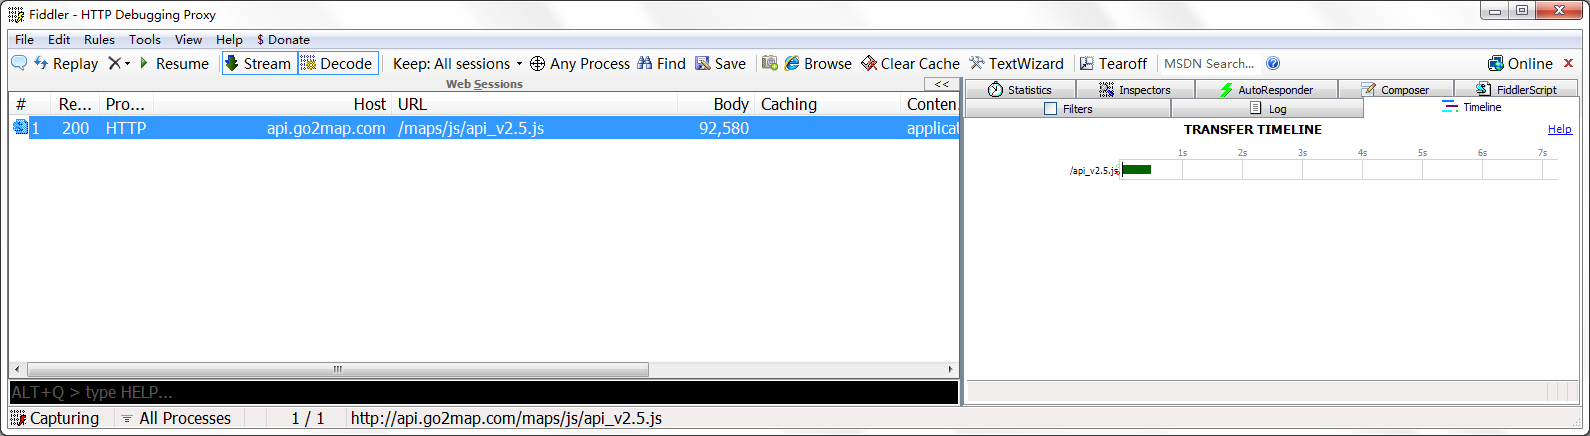 Fiddler - HTTP Debugging Proxy
File Edit Rules Tools View Help $ Donate
Replay Resume Stream Decode Keep: All sessions Any Process Find Save Browse Clear Cache TextWizard Tearoff MSDN Search... Online
Web Sessions <<
# Re... Pro... Host URL Body Caching Conten
1 200 HTTP api.go2map.com /maps/js/api_v2.5.js 92,580 applicat
Statistics Inspectors AutoResponder Composer FiddlerScript
Filters Log Timeline
TRANSFER TIMELINE Help
1s 2s 3s 4s 5s 6s 7s
/api_v2.5.js
ALT+Q > type HELP...
Capturing All Processes 1 / 1 http://api.go2map.com/maps/js/api_v2.5.js